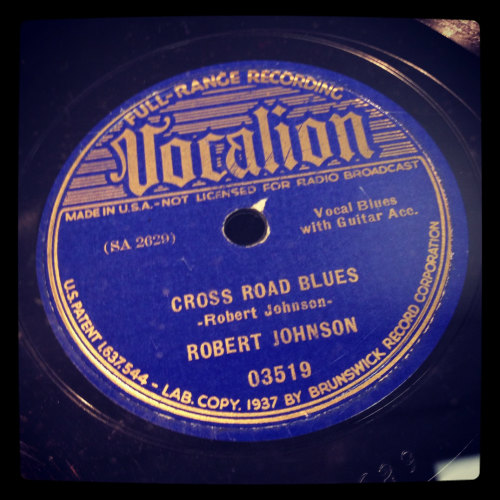 FULL-RANGE RECORDING
Vocalion
MADE IN U.S.A.-NOT LICENSED FOR RADIO BROADCAST
(SA 2629)
Vocal Blues
with Guitar Acc.
CROSS ROAD BLUES
-Robert Johnson-
ROBERT JOHNSON
03519
U.S. PATENT 1,637,544 - LAB. COPY. 1937 BY BRUNSWICK RECORD CORPORATION